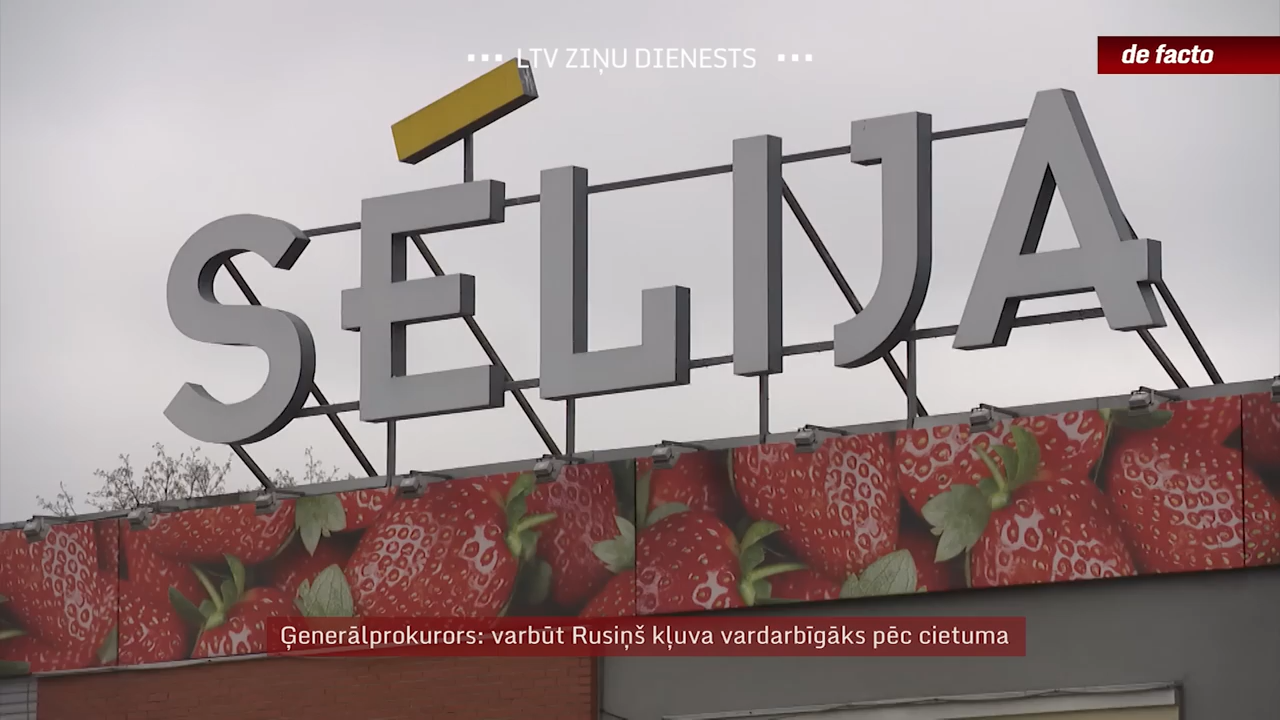 LTV ZIŅU DIENESTS
de facto
SĒLIJA
Ģenerālprokurors: varbūt Rusiņš kļuva vardarbīgāks pēc cietuma